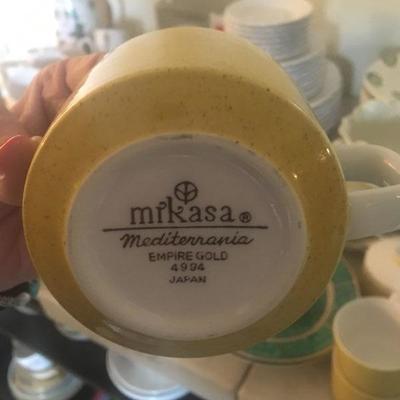 mikasa®
Mediterrania
EMPIRE GOLD
4994
JAPAN